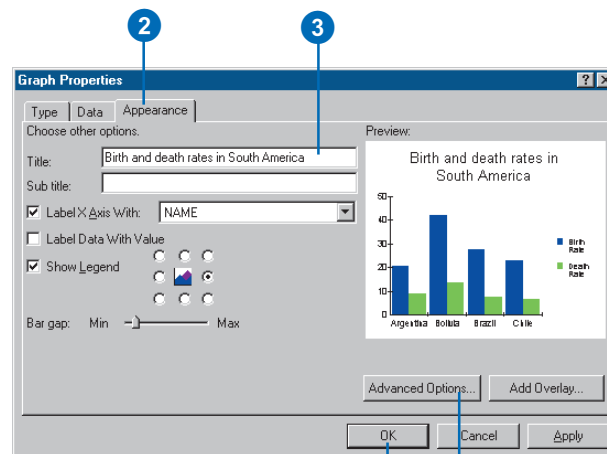 2
3
Graph Properties
Type Data Appearance
Choose other options.
Title: Birth and death rates in South America
Sub title:
Label X Axis With: NAME
Label Data With Value
Show Legend
Bar gap: Min Max
Preview:
Birth and death rates in
South America
50
40
30
20
10
0
Argentina Bolivia Brazil Chile
Birth
Rate
Death
Rate
Advanced Options... Add Overlay...
OK Cancel Apply